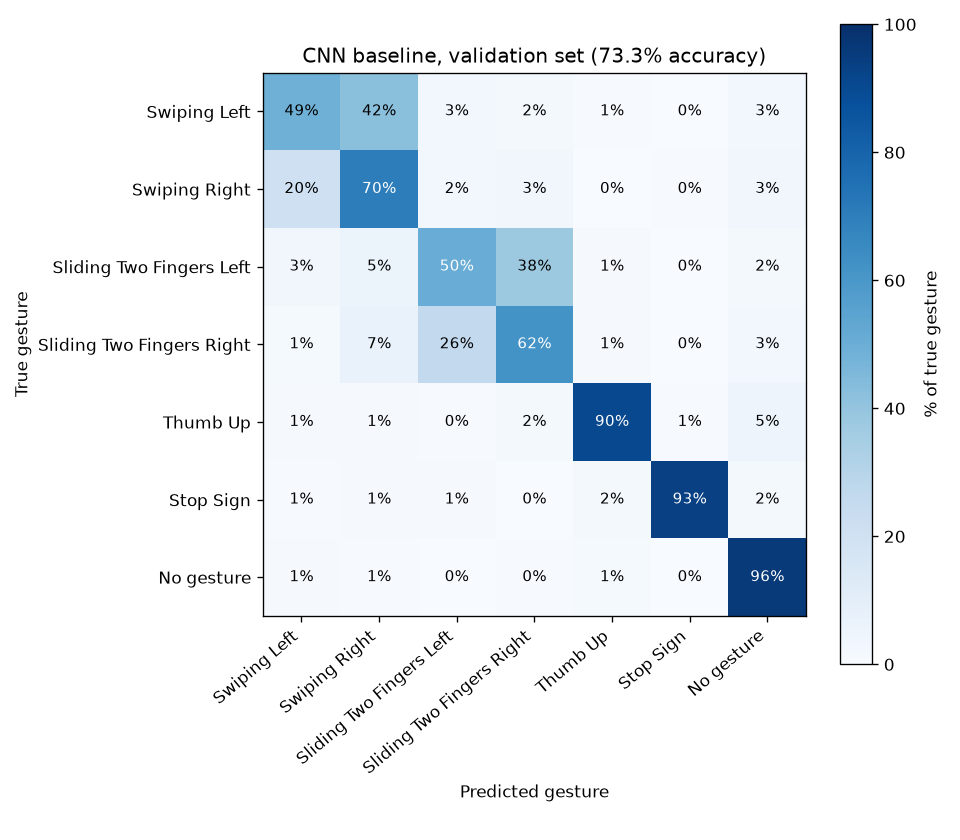 CNN baseline, validation set (73.3% accuracy)
True gesture
Swiping Left 49% 42% 3% 2% 1% 0% 3%
Swiping Right 20% 70% 2% 3% 0% 0% 3%
Sliding Two Fingers Left 3% 5% 50% 38% 1% 0% 2%
Sliding Two Fingers Right 1% 7% 26% 62% 1% 0% 3%
Thumb Up 1% 1% 0% 2% 90% 1% 5%
Stop Sign 1% 1% 1% 0% 2% 93% 2%
No gesture 1% 1% 0% 0% 1% 0% 96%
Swiping Left
Swiping Right
Sliding Two Fingers Left
Sliding Two Fingers Right
Thumb Up
Stop Sign
No gesture
Predicted gesture
100
80
60
40
20
0
% of true gesture